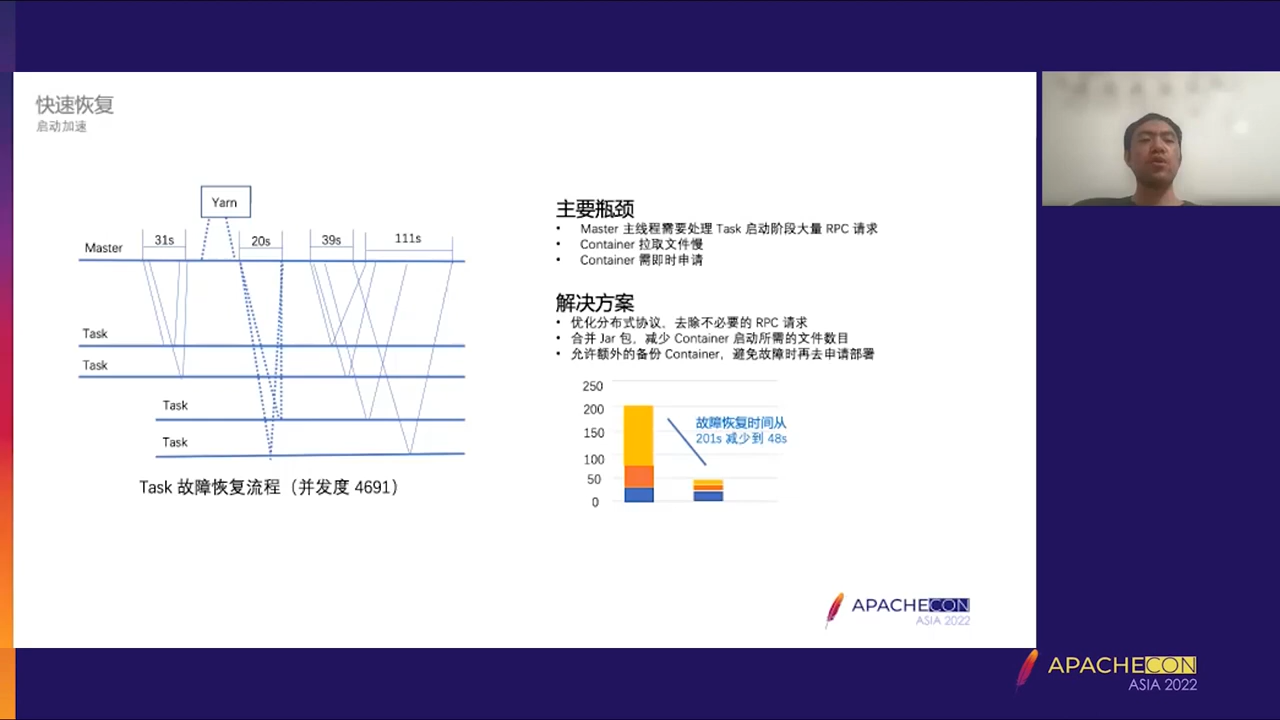 快速恢复
启动加速
Yarn
31s
20s
39s
111s
Master
Task
Task
Task
Task
Task 故障恢复流程（并发度 4691）
主要瓶颈
• Master 主线程需要处理 Task 启动阶段大量 RPC 请求
• Container 拉取文件慢
• Container 需即时申请
解决方案
• 优化分布式协议，去除不必要的 RPC 请求
• 合并 Jar 包，减少 Container 启动所需的文件数目
• 允许额外的备份 Container，避免故障时再去申请部署
250
200
150
100
50
0
故障恢复时间从
201s 减少到 48s
APACHECON
ASIA 2022
APACHECON
ASIA 2022